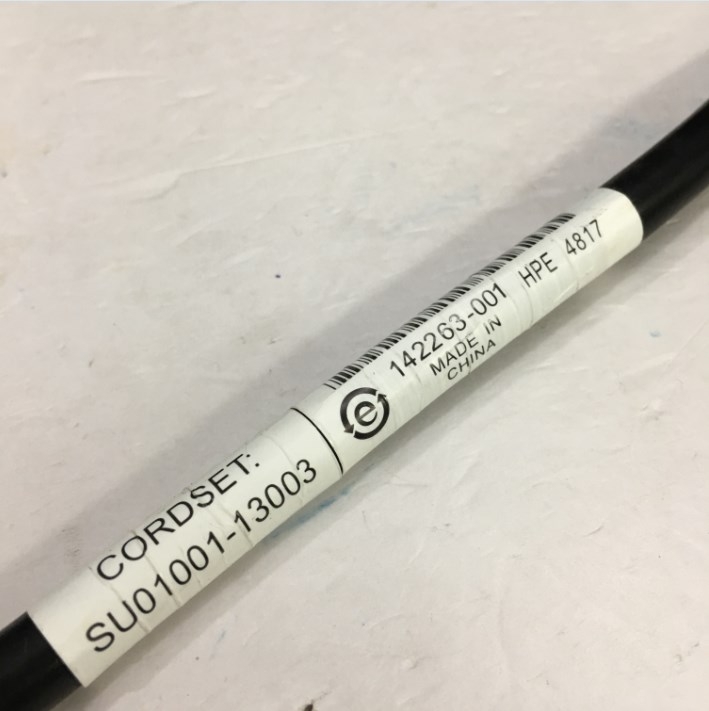 CORDSET:
SU01001-13003
e
142263-001 HPE 4817
MADE IN
CHINA